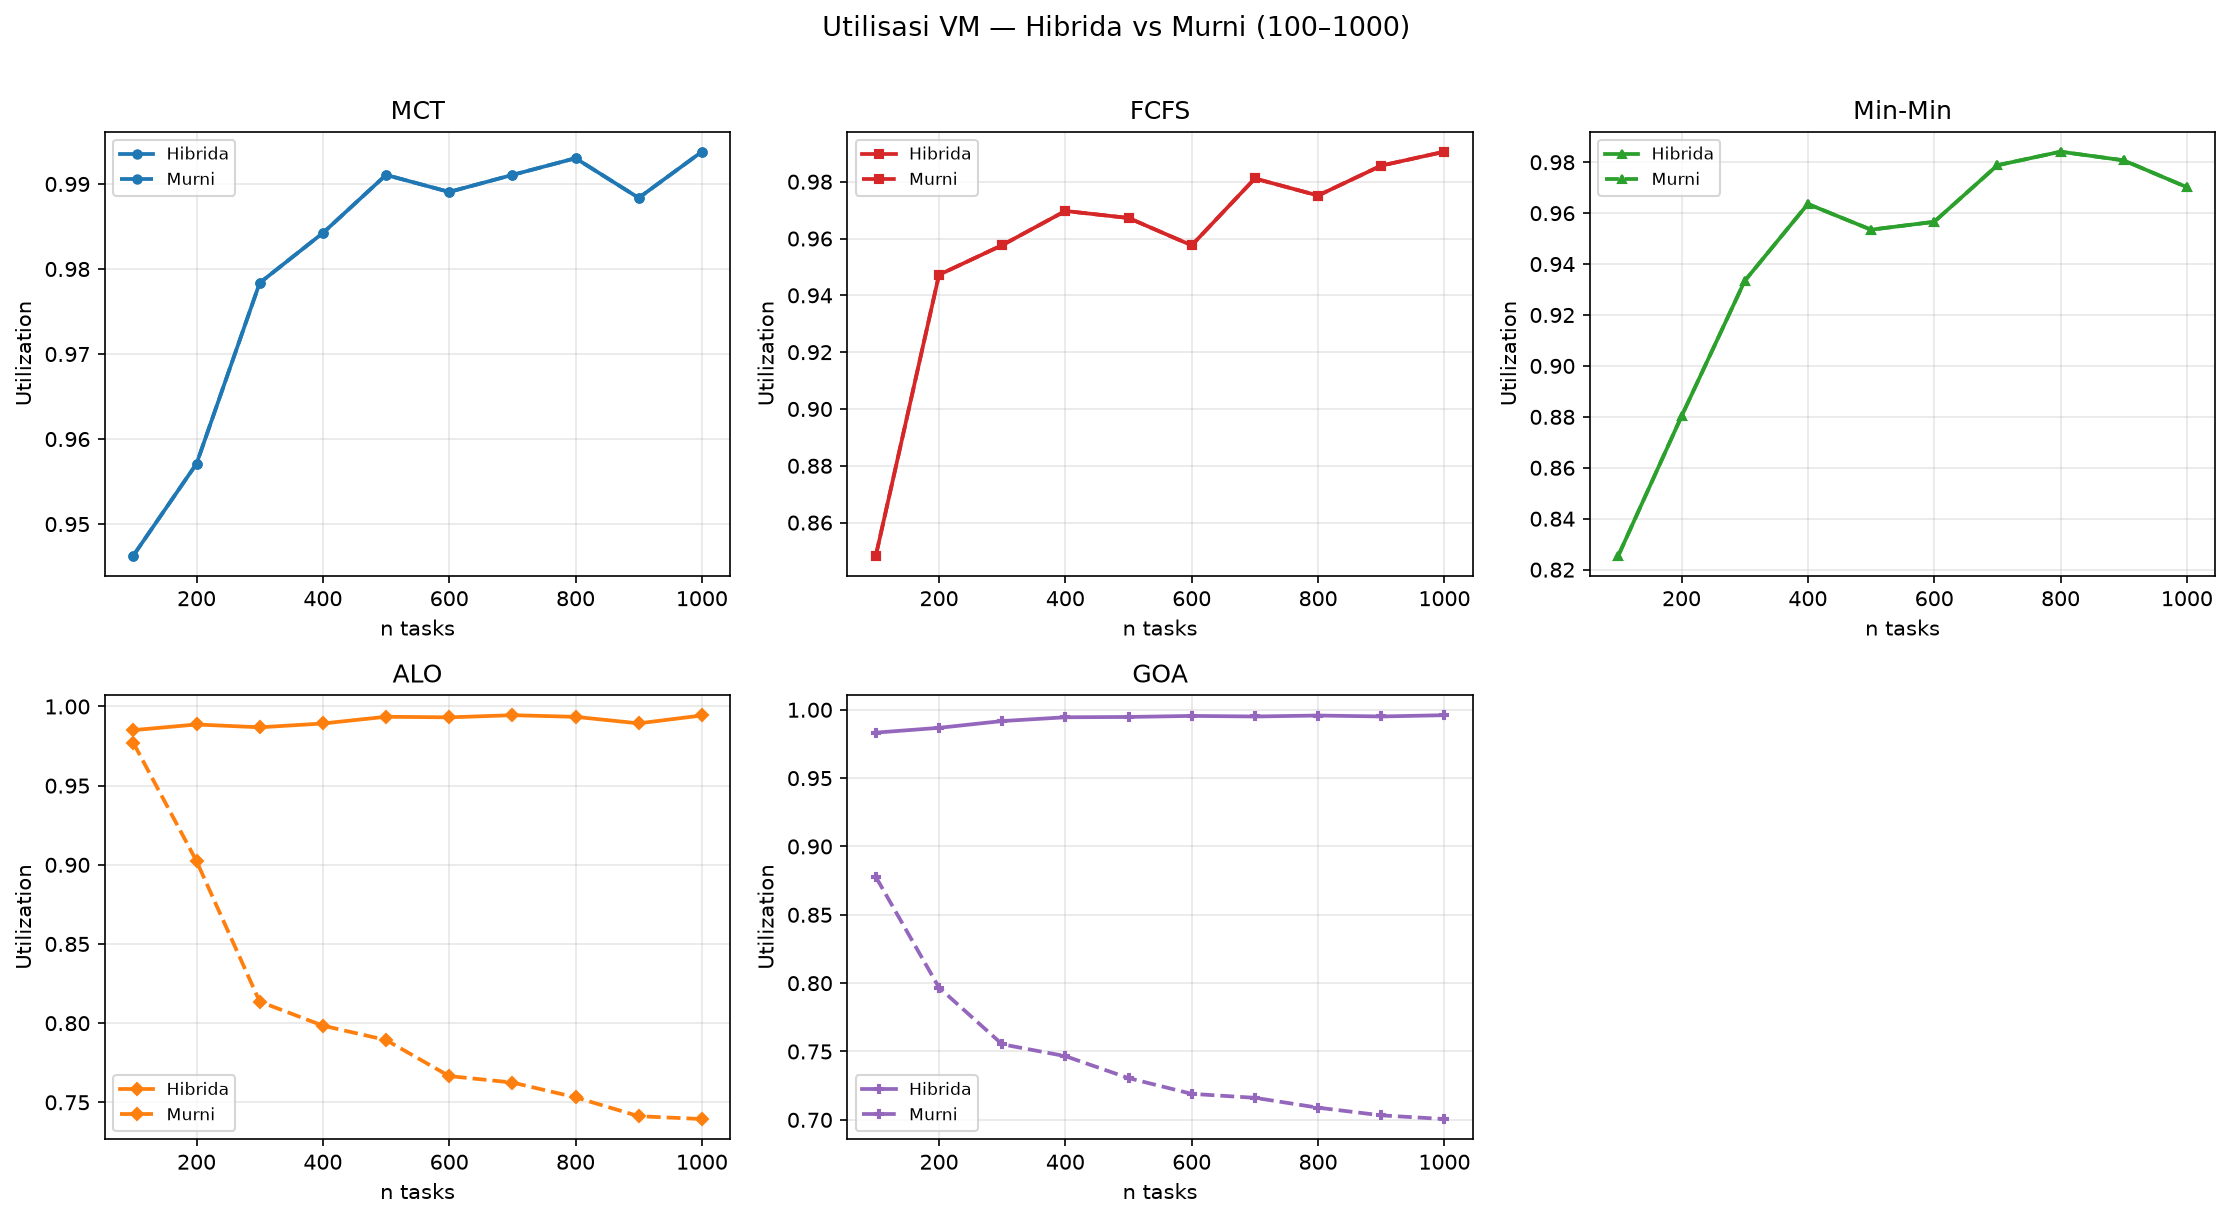 Utilisasi VM — Hibrida vs Murni (100–1000)
MCT
Hibrida
Murni
Utilization
0.99
0.98
0.97
0.96
0.95
200 400 600 800 1000
n tasks
FCFS
Hibrida
Murni
Utilization
0.98
0.96
0.94
0.92
0.90
0.88
0.86
200 400 600 800 1000
n tasks
Min-Min
Hibrida
Murni
Utilization
0.98
0.96
0.94
0.92
0.90
0.88
0.86
0.84
0.82
200 400 600 800 1000
n tasks
ALO
Utilization
1.00
0.95
0.90
0.85
0.80
0.75
Hibrida
Murni
200 400 600 800 1000
n tasks
GOA
Utilization
1.00
0.95
0.90
0.85
0.80
0.75
0.70
Hibrida
Murni
200 400 600 800 1000
n tasks